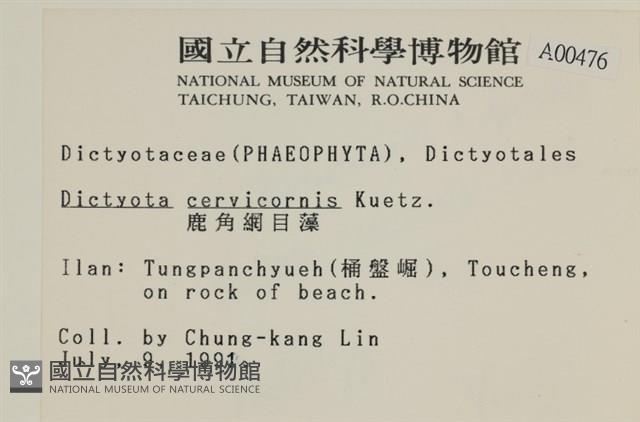 國立自然科學博物館
A00476
NATIONAL MUSEUM OF NATURAL SCIENCE
TAICHUNG, TAIWAN, R.O.CHINA
Dictyotaceae(PHAEOPHYTA), Dictyotales
Dictyota cervicornis Kuetz.
鹿角網目藻
Ilan: Tungpanchyueh(桶盤崛), Toucheng,
on rock of beach.
Coll. by Chung-kang Lin
July, 9, 1991
國立自然科學博物館
NATIONAL MUSEUM OF NATURAL SCIENCE